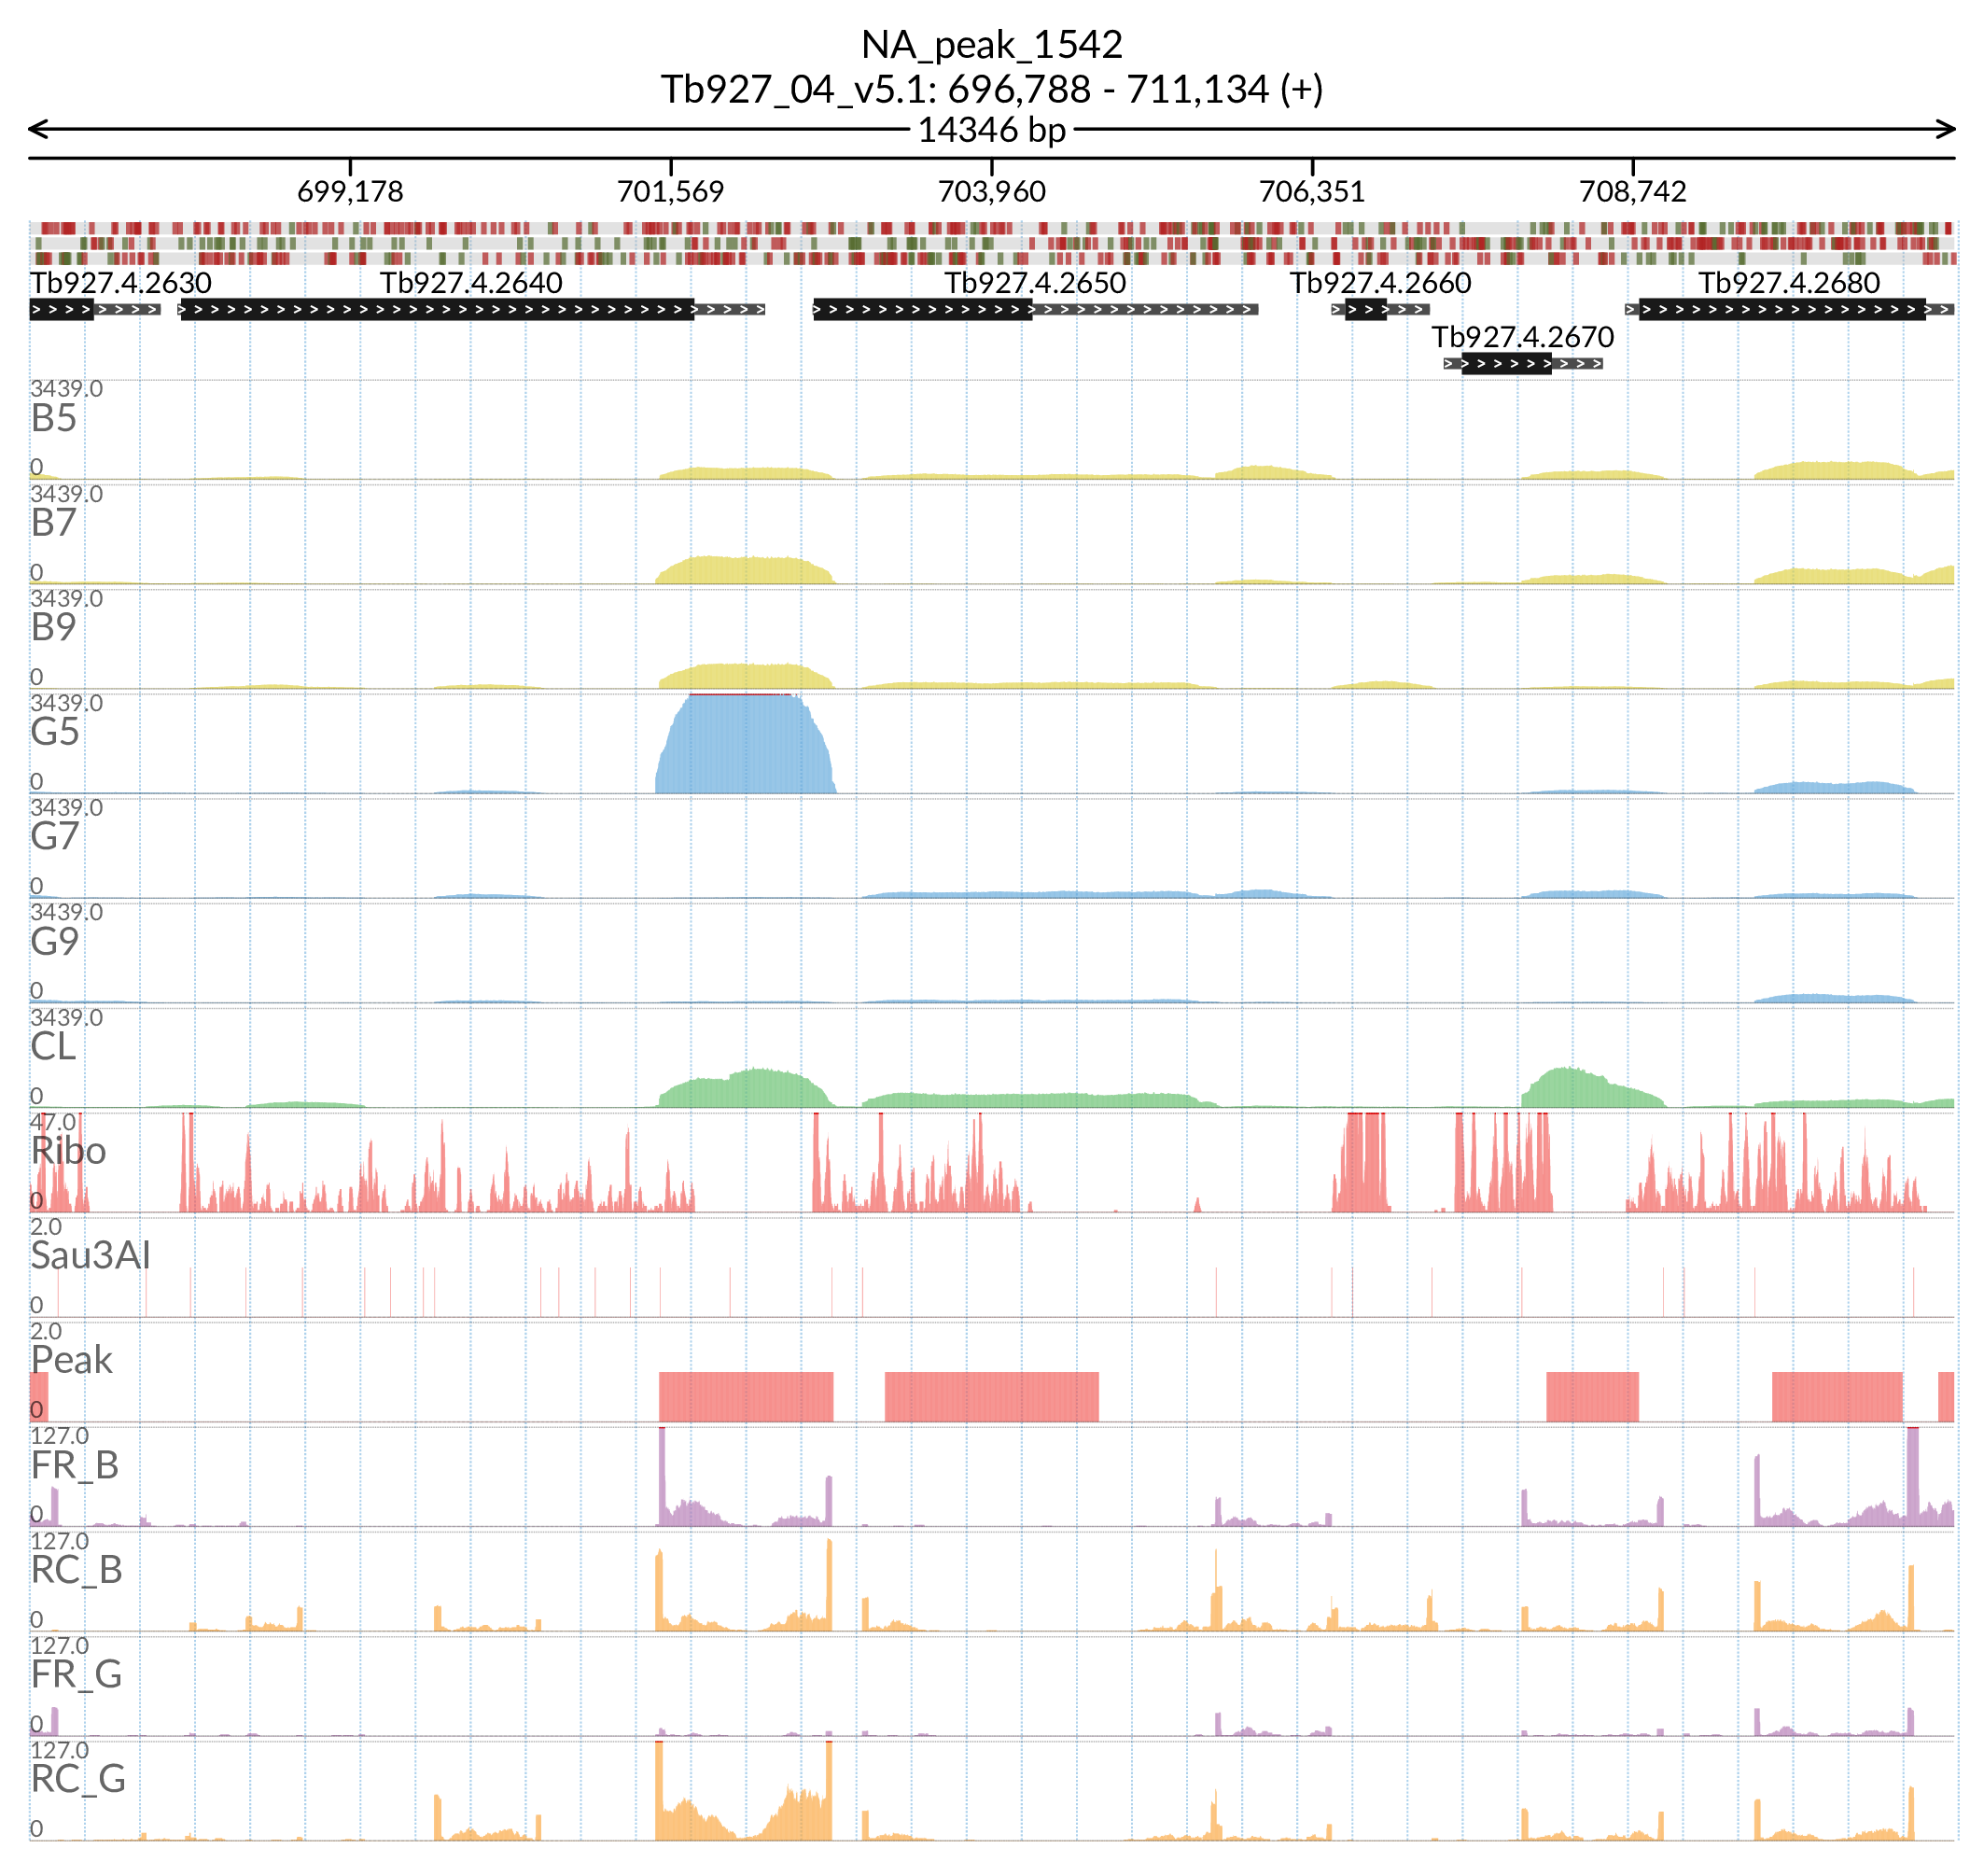 NA_peak_1542
Tb927_04_v5.1: 696,788 - 711,134 (+)
14346 bp
699,178 701,569 703,960 706,351 708,742
Tb927.4.2630 Tb927.4.2640 Tb927.4.2650 Tb927.4.2660 Tb927.4.2680
Tb927.4.2670
3439.0
B5
0
3439.0
B7
0
3439.0
B9
0
3439.0
G5
0
3439.0
G7
0
3439.0
G9
0
3439.0
CL
0
47.0
Ribo
0
2.0
Sau3AI
0
2.0
Peak
0
127.0
FR_B
0
127.0
RC_B
0
127.0
FR_G
0
127.0
RC_G
0